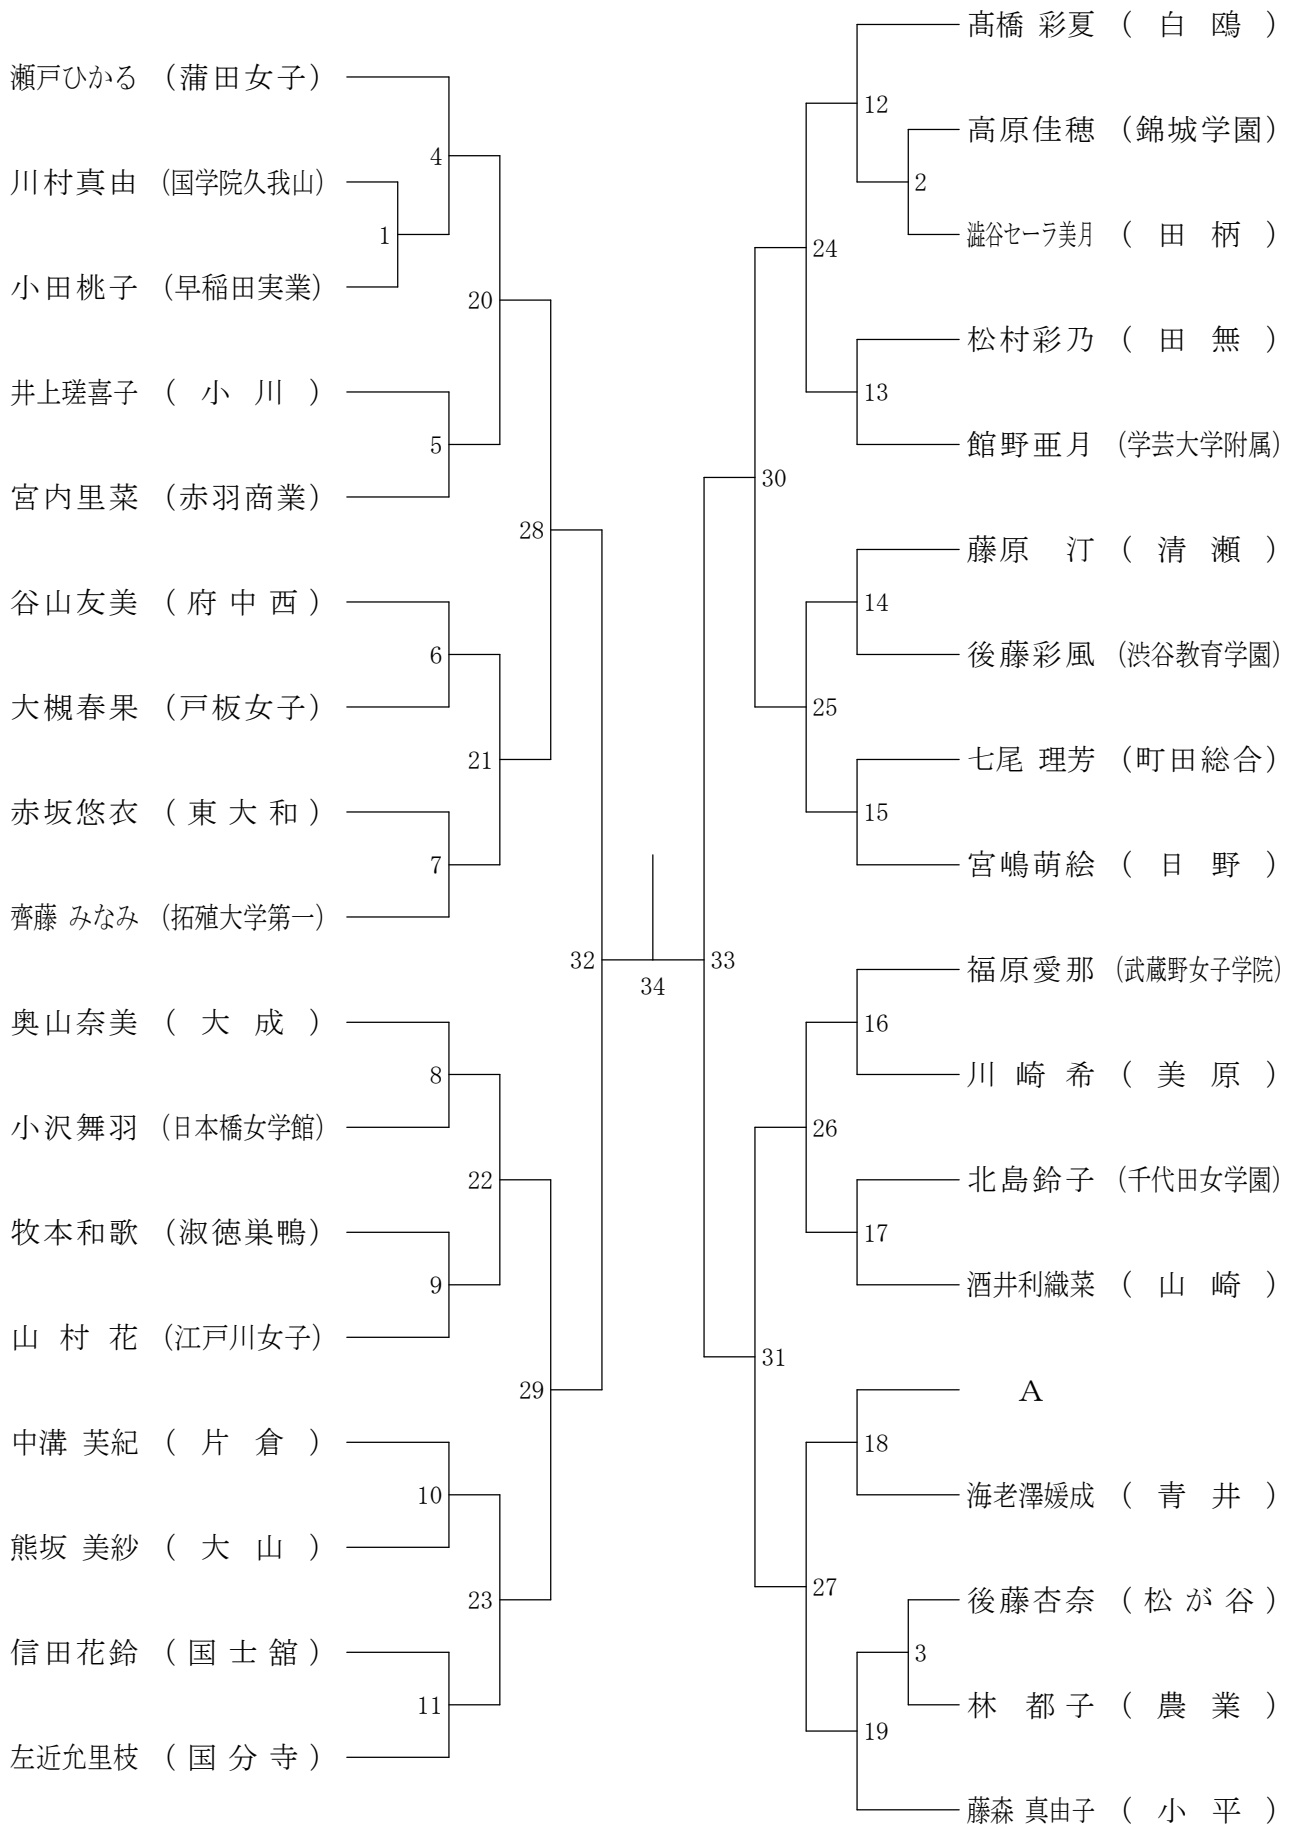 瀬戸ひかる (蒲田女子)
川村真由 (国学院久我山)
小田桃子 (早稲田実業)
井上瑳喜子 ( 小 川 )
宮内里菜 (赤羽商業)
谷山友美 ( 府 中 西 )
大槻春果 (戸板女子)
赤坂悠衣 ( 東 大 和 )
齊藤 みなみ (拓殖大学第一)
奥山奈美 ( 大 成 )
小沢舞羽 (日本橋女学館)
牧本和歌 (淑徳巣鴨)
山 村 花 (江戸川女子)
中溝 芙紀 ( 片 倉 )
熊坂 美紗 ( 大 山 )
信田花鈴 ( 国 士 舘 )
左近允里枝 ( 国 分 寺 )
1
4
5
6
7
8
9
10
11
20
21
22
23
28
29
32
34
33
30
31
24
25
26
27
12
13
14
15
16
17
18
19
2
3
髙橋 彩夏 ( 白 鴎 )
高原佳穂 (錦城学園)
澁谷セーラ美月 ( 田 柄 )
松村彩乃 ( 田 無 )
館野亜月 (学芸大学附属)
藤原 汀 ( 清 瀬 )
後藤彩風 (渋谷教育学園)
七尾 理芳 (町田総合)
宮嶋萌絵 ( 日 野 )
福原愛那 (武蔵野女子学院)
川 崎 希 ( 美 原 )
北島鈴子 (千代田女学園)
酒井利織菜 ( 山 崎 )
A
海老澤媛成 ( 青 井 )
後藤杏奈 ( 松 が 谷 )
林 都 子 ( 農 業 )
藤森 真由子 ( 小 平 )